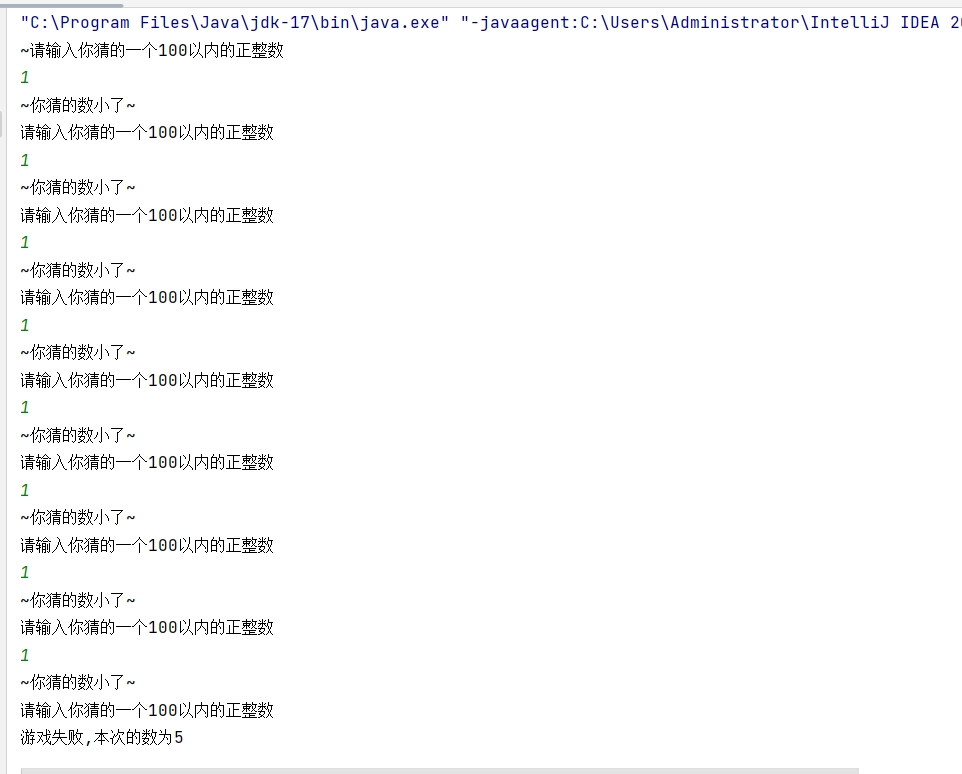 "C:\Program Files\Java\jdk-17\bin\java.exe" "-javaagent:C:\Users\Administrator\IntelliJ IDEA 20
~请输入你猜的一个100以内的正整数
1
~你猜的数小了~
请输入你猜的一个100以内的正整数
1
~你猜的数小了~
请输入你猜的一个100以内的正整数
1
~你猜的数小了~
请输入你猜的一个100以内的正整数
1
~你猜的数小了~
请输入你猜的一个100以内的正整数
1
~你猜的数小了~
请输入你猜的一个100以内的正整数
1
~你猜的数小了~
请输入你猜的一个100以内的正整数
1
~你猜的数小了~
请输入你猜的一个100以内的正整数
1
~你猜的数小了~
请输入你猜的一个100以内的正整数
游戏失败,本次的数为5